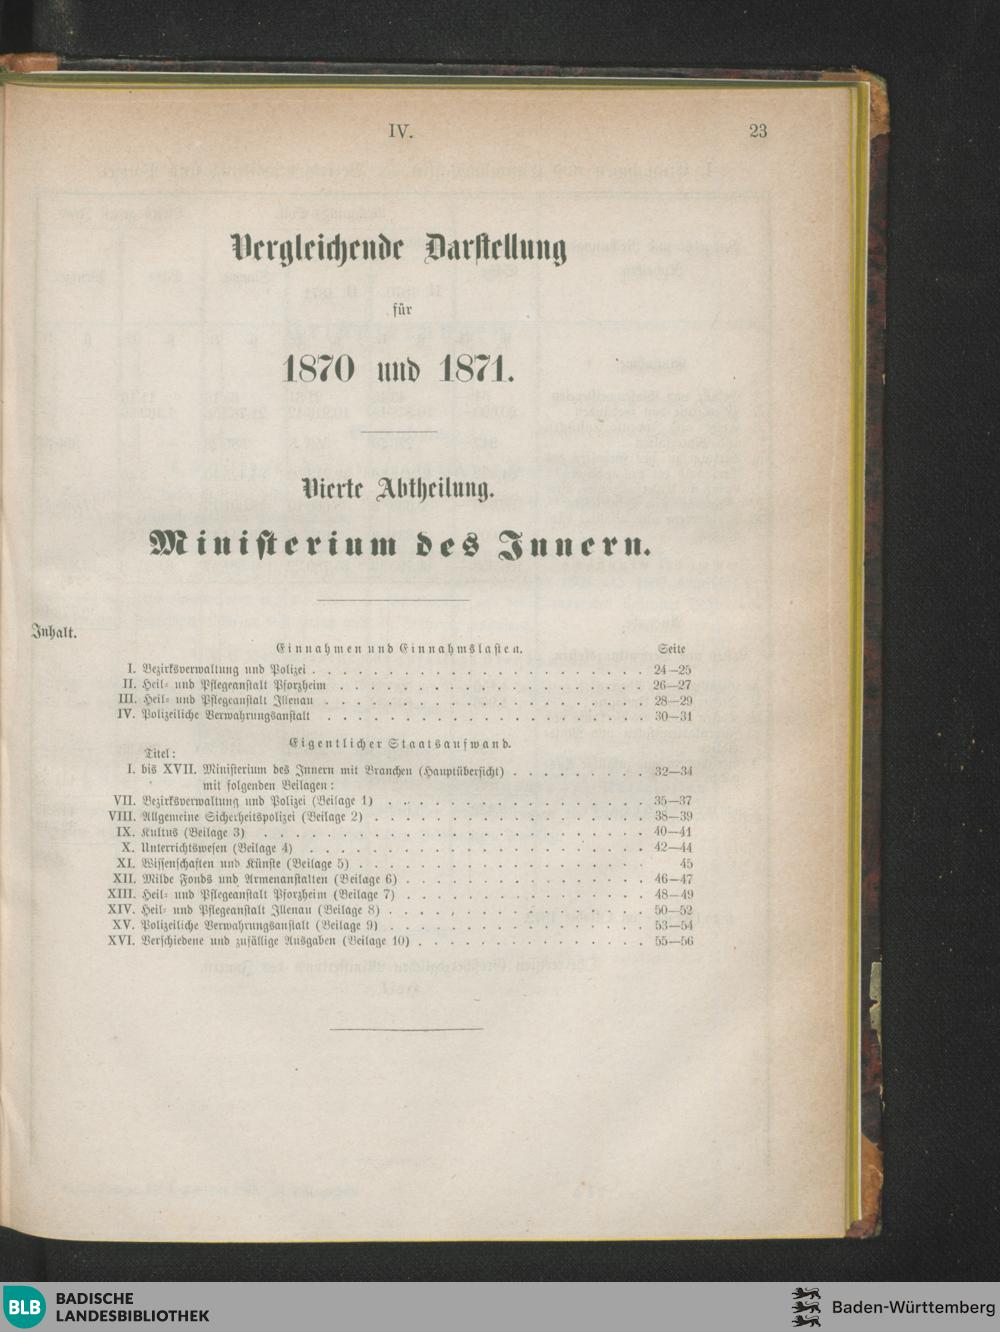 IV.
23
Vergleichende Darstellung
für
1870 und 1871.
Vierte Abtheilung.
Ministerium des Innern.
Inhalt.
Einnahmen und Einnahmslasten. Seite
I. Bezirksverwaltung und Polizei . . . . . . . . . . . . . . . . . . . . . 24—25
II. Heil- und Pflegeanstalt Pforzheim . . . . . . . . . . . . . . . . . . . . 26—27
III. Heil- und Pflegeanstalt Illenau . . . . . . . . . . . . . . . . . . . . . 28—29
IV. Polizeiliche Verwahrungsanstalt . . . . . . . . . . . . . . . . . . . . . 30—31
Eigentlicher Staatsaufwand.
Titel:
I. bis XVII. Ministerium des Innern mit Branchen (Hauptübersicht) . . . . . . . . . 32—34
mit folgenden Beilagen:
VII. Bezirksverwaltung und Polizei (Beilage 1) . . . . . . . . . . . . . . . . . 35—37
VIII. Allgemeine Sicherheitspolizei (Beilage 2) . . . . . . . . . . . . . . . . . . 38—39
IX. Kultus (Beilage 3) . . . . . . . . . . . . . . . . . . . . . . . . 40—41
X. Unterrichtswesen (Beilage 4) . . . . . . . . . . . . . . . . . . . . . . 42—44
XI. Wissenschaften und Künste (Beilage 5) . . . . . . . . . . . . . . . . . . 45
XII. Milde Fonds und Armenanstalten (Beilage 6) . . . . . . . . . . . . . . . . 46—47
XIII. Heil- und Pflegeanstalt Pforzheim (Beilage 7) . . . . . . . . . . . . . . . . 48—49
XIV. Heil- und Pflegeanstalt Illenau (Beilage 8) . . . . . . . . . . . . . . . . . 50—52
XV. Polizeiliche Verwahrungsanstalt (Beilage 9) . . . . . . . . . . . . . . . . . 53—54
XVI. Verschiedene und zufällige Ausgaben (Beilage 10) . . . . . . . . . . . . . . . 55—56
BLB BADISCHE
LANDESBIBLIOTHEK
Baden-Württemberg